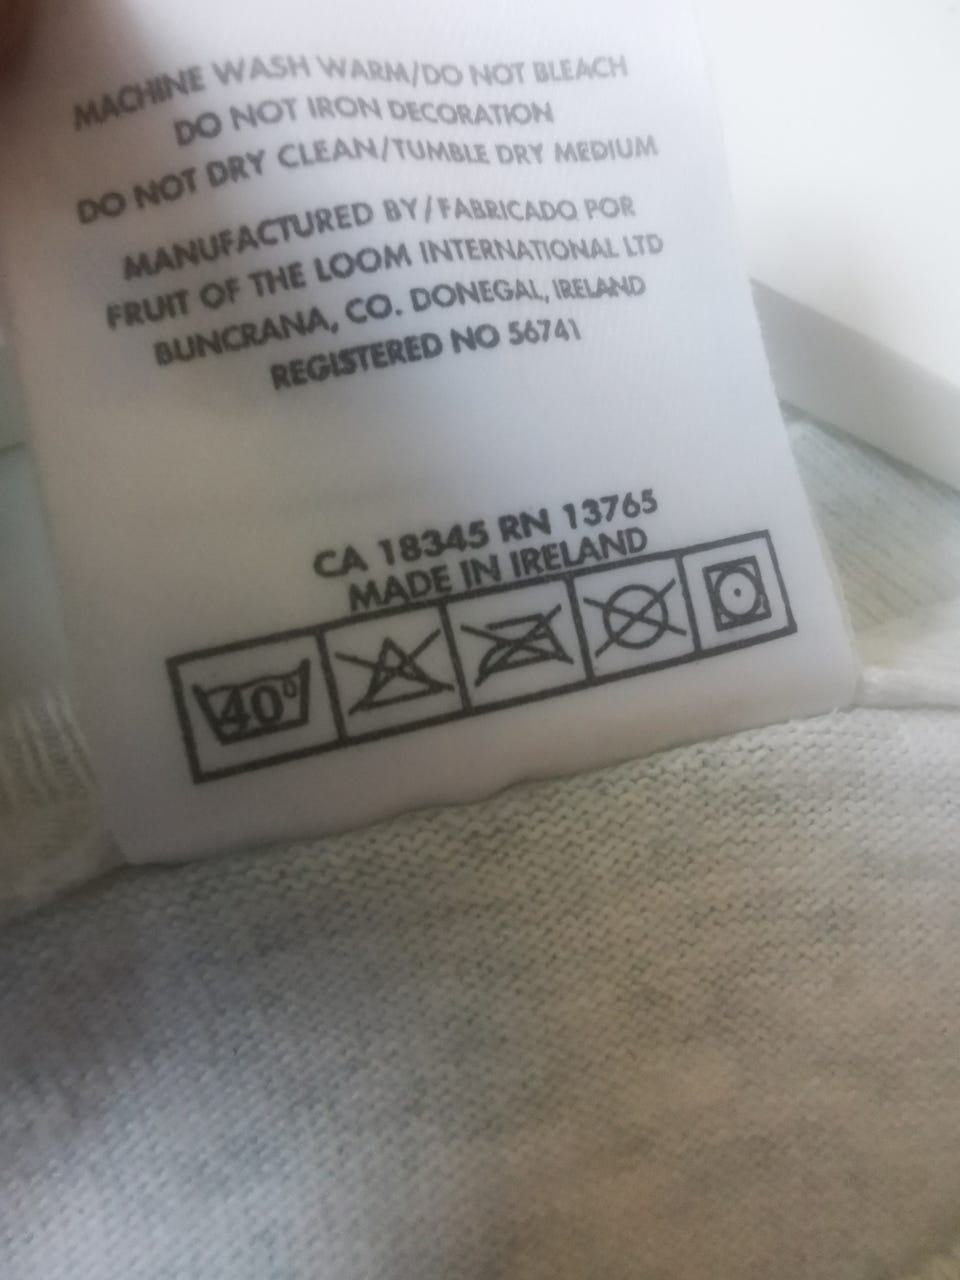 MACHINE WASH WARM/DO NOT BLEACH
DO NOT IRON DECORATION
DO NOT DRY CLEAN/TUMBLE DRY MEDIUM
MANUFACTURED BY/FABRICADO POR
FRUIT OF THE LOOM INTERNATIONAL LTD
BUNCRANA, CO. DONEGAL, IRELAND
REGISTERED NO 56741
CA 18345 RN 13765
MADE IN IRELAND
40°